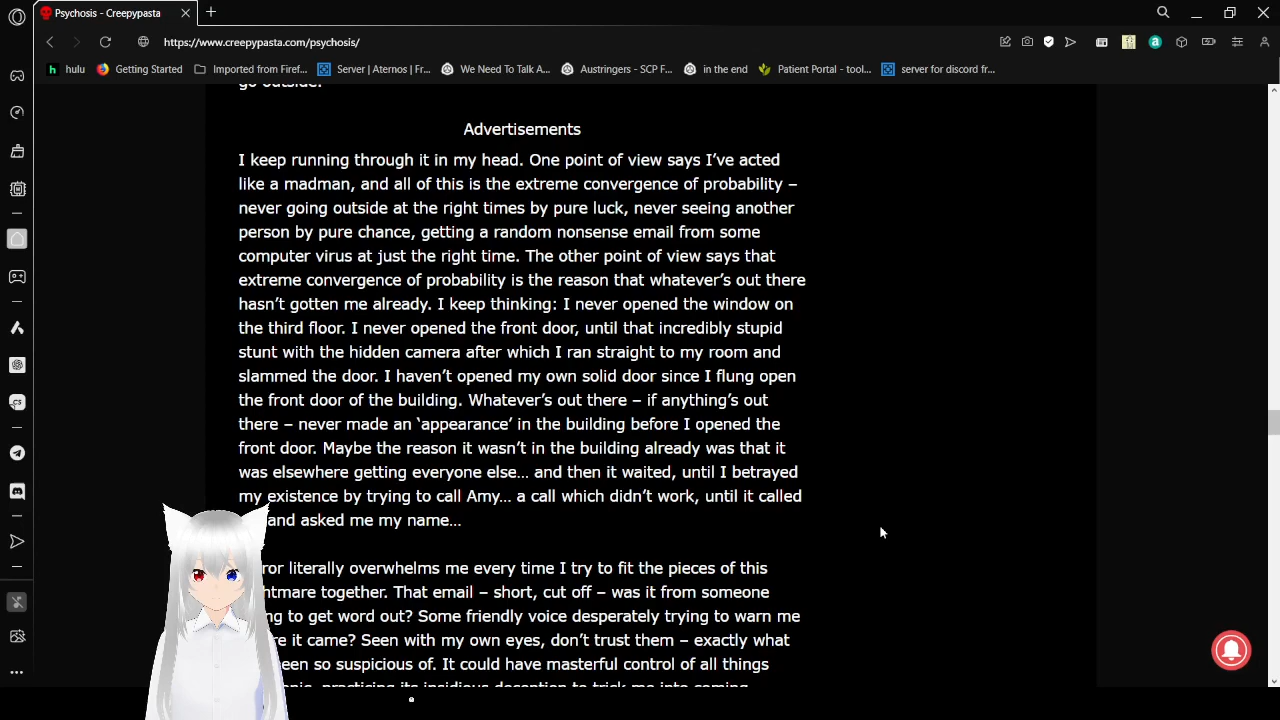 Psychosis - Creepypasta
https://www.creepypasta.com/psychosis/
hulu
Getting Started
Imported from Firef...
Server | Aternos | Fr...
We Need To Talk A...
Austringers - SCP F...
in the end
Patient Portal - tool...
server for discord fr...
go outside.
Advertisements
I keep running through it in my head. One point of view says I've acted
like a madman, and all of this is the extreme convergence of probability –
never going outside at the right times by pure luck, never seeing another
person by pure chance, getting a random nonsense email from some
computer virus at just the right time. The other point of view says that
extreme convergence of probability is the reason that whatever's out there
hasn't gotten me already. I keep thinking: I never opened the window on
the third floor. I never opened the front door, until that incredibly stupid
stunt with the hidden camera after which I ran straight to my room and
slammed the door. I haven't opened my own solid door since I flung open
the front door of the building. Whatever's out there – if anything's out
there – never made an ‘appearance’ in the building before I opened the
front door. Maybe the reason it wasn't in the building already was that it
was elsewhere getting everyone else… and then it waited, until I betrayed
my existence by trying to call Amy… a call which didn't work, until it called
and asked me my name…
literally overwhelms me every time I try to fit the pieces of this
together. That email – short, cut off – was it from someone
to get word out? Some friendly voice desperately trying to warn me
it came? Seen with my own eyes, don't trust them – exactly what
been so suspicious of. It could have masterful control of all things
practicing its insidious deception to trick me into coming